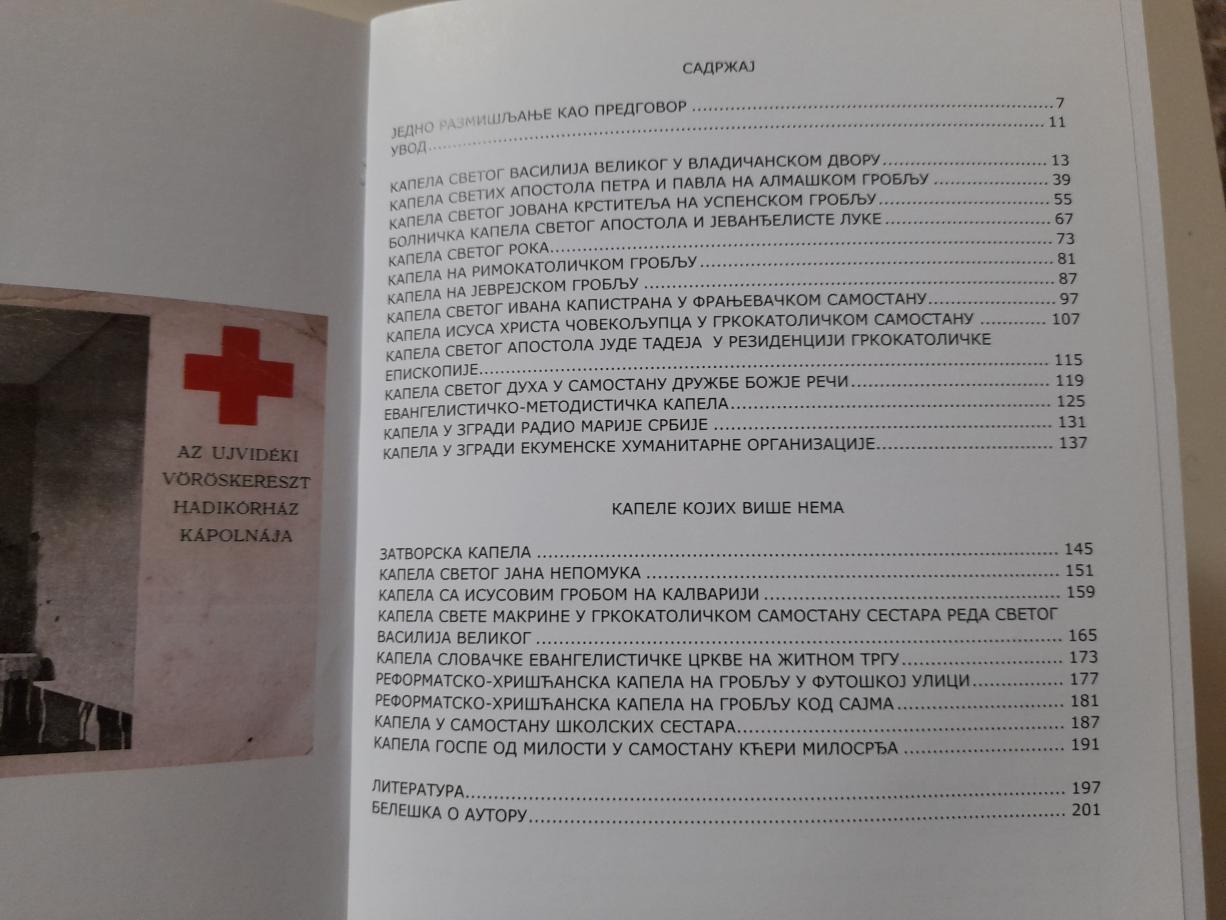 AZ UJVIDÉKI
VÖRÖSKERESZT
HADIKÓRHÁZ
KÁPOLNÁJA
САДРЖАЈ
ЈЕДНО РАЗМИШЉАЊЕ КАО ПРЕДГОВОР ........ 7
УВОД........ 11
КАПЕЛА СВЕТОГ ВАСИЛИЈА ВЕЛИКОГ У ВЛАДИЧАНСКОМ ДВОРУ........ 13
КАПЕЛА СВЕТИХ АПОСТОЛА ПЕТРА И ПАВЛА НА АЛМАШКОМ ГРОБЉУ ........ 39
КАПЕЛА СВЕТОГ ЈОВАНА КРСТИТЕЉА НА УСПЕНСКОМ ГРОБЉУ........ 55
БОЛНИЧКА КАПЕЛА СВЕТОГ АПОСТОЛА И ЈЕВАНЂЕЛИСТЕ ЛУКЕ ........ 67
КАПЕЛА СВЕТОГ РОКА........ 73
КАПЕЛА НА РИМОКАТОЛИЧКОМ ГРОБЉУ ........ 81
КАПЕЛА НА ЈЕВРЕЈСКОМ ГРОБЉУ ........ 87
КАПЕЛА СВЕТОГ ИВАНА КАПИСТРАНА У ФРАЊЕВАЧКОМ САМОСТАНУ........ 97
КАПЕЛА ИСУСА ХРИСТА ЧОВЕКОЉУПЦА У ГРКОКАТОЛИЧКОМ САМОСТАНУ ........ 107
КАПЕЛА СВЕТОГ АПОСТОЛА ЈУДЕ ТАДЕЈА У РЕЗИДЕНЦИЈИ ГРКОКАТОЛИЧКЕ
ЕПИСКОПИЈЕ........ 115
КАПЕЛА СВЕТОГ ДУХА У САМОСТАНУ ДРУЖБЕ БОЖЈЕ РЕЧИ........ 119
ЕВАНГЕЛИСТИЧКО-МЕТОДИСТИЧКА КАПЕЛА........ 125
КАПЕЛА У ЗГРАДИ РАДИО МАРИЈЕ СРБИЈЕ ........ 131
КАПЕЛА У ЗГРАДИ ЕКУМЕНСКЕ ХУМАНИТАРНЕ ОРГАНИЗАЦИЈЕ........ 137
КАПЕЛЕ КОЈИХ ВИШЕ НЕМА
ЗАТВОРСКА КАПЕЛА ........ 145
КАПЕЛА СВЕТОГ ЈАНА НЕПОМУКА ........ 151
КАПЕЛА СА ИСУСОВИМ ГРОБОМ НА КАЛВАРИЈИ ........ 159
КАПЕЛА СВЕТЕ МАКРИНЕ У ГРКОКАТОЛИЧКОМ САМОСТАНУ СЕСТАРА РЕДА СВЕТОГ
ВАСИЛИЈА ВЕЛИКОГ ........ 165
КАПЕЛА СЛОВАЧКЕ ЕВАНГЕЛИСТИЧКЕ ЦРКВЕ НА ЖИТНОМ ТРГУ........ 173
РЕФОРМАТСКО-ХРИШЋАНСКА КАПЕЛА НА ГРОБЉУ У ФУТОШКОЈ УЛИЦИ........ 177
РЕФОРМАТСКО-ХРИШЋАНСКА КАПЕЛА НА ГРОБЉУ КОД САЈМА ........ 181
КАПЕЛА У САМОСТАНУ ШКОЛСКИХ СЕСТАРА........ 187
КАПЕЛА ГОСПЕ ОД МИЛОСТИ У САМОСТАНУ КЋЕРИ МИЛОСРЂА ........ 191
ЛИТЕРАТУРА........ 197
БЕЛЕШКА О АУТОРУ........ 201